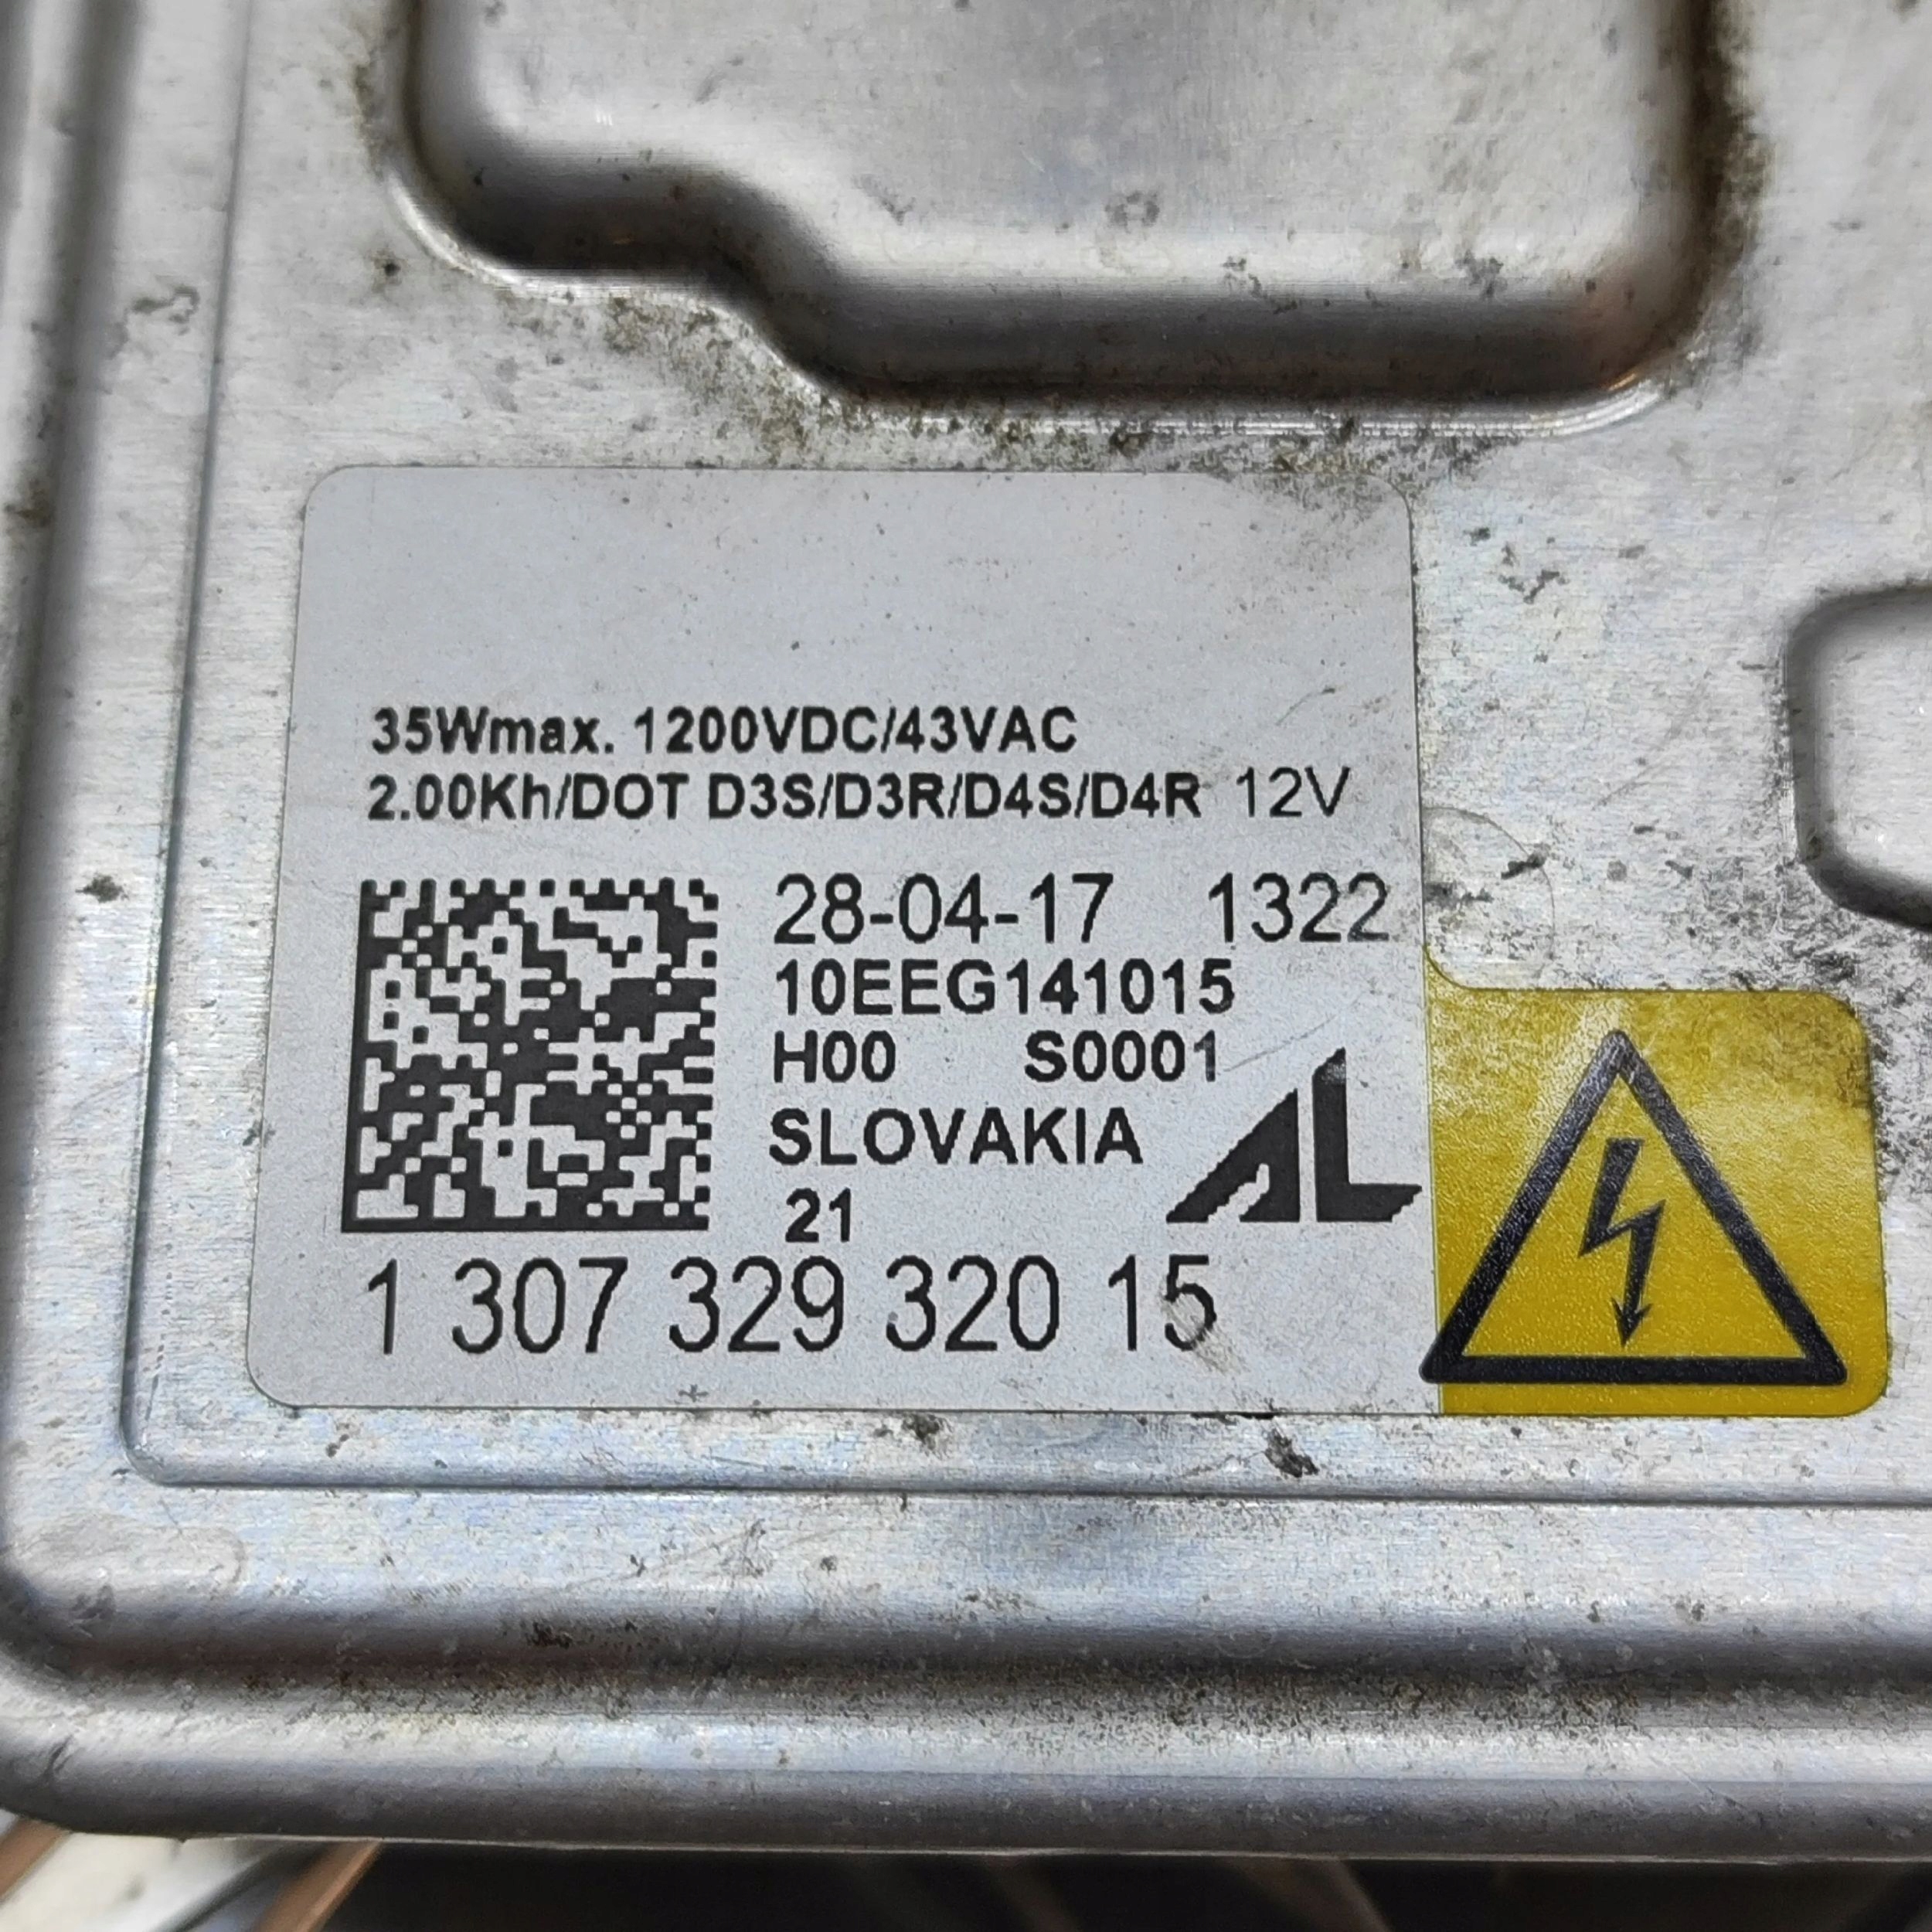 35Wmax. 1200VDC/43VAC
2.00Kh/DOT D3S/D3R/D4S/D4R 12V
28-04-17 1322
10EEG141015
H00 S0001
SLOVAKIA
AL
21
1 307 329 320 15
*